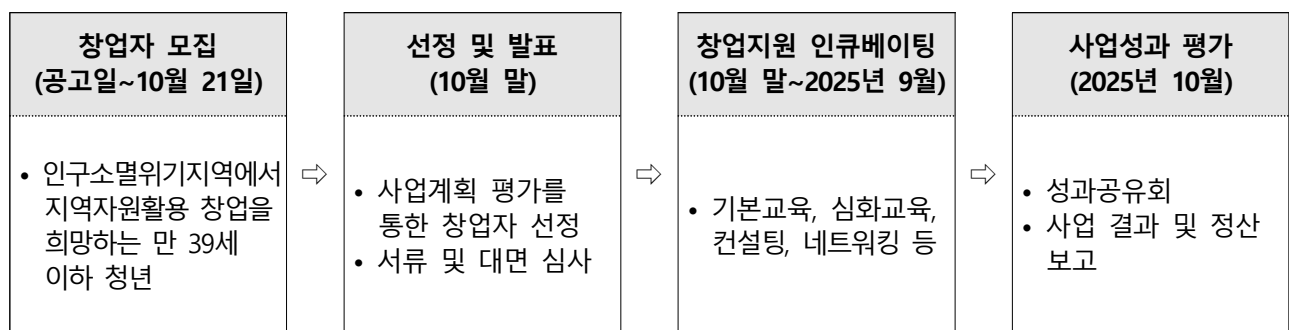 창업자 모집
(공고일~10월 21일)
• 인구소멸위기지역에서
지역자원활용 창업을
희망하는 만 39세
이하 청년
⇨
선정 및 발표
(10월 말)
• 사업계획 평가를
통한 창업자 선정
• 서류 및 대면 심사
⇨
창업지원 인큐베이팅
(10월 말~2025년 9월)
• 기본교육, 심화교육,
컨설팅, 네트워킹 등
⇨
사업성과 평가
(2025년 10월)
• 성과공유회
• 사업 결과 및 정산
보고